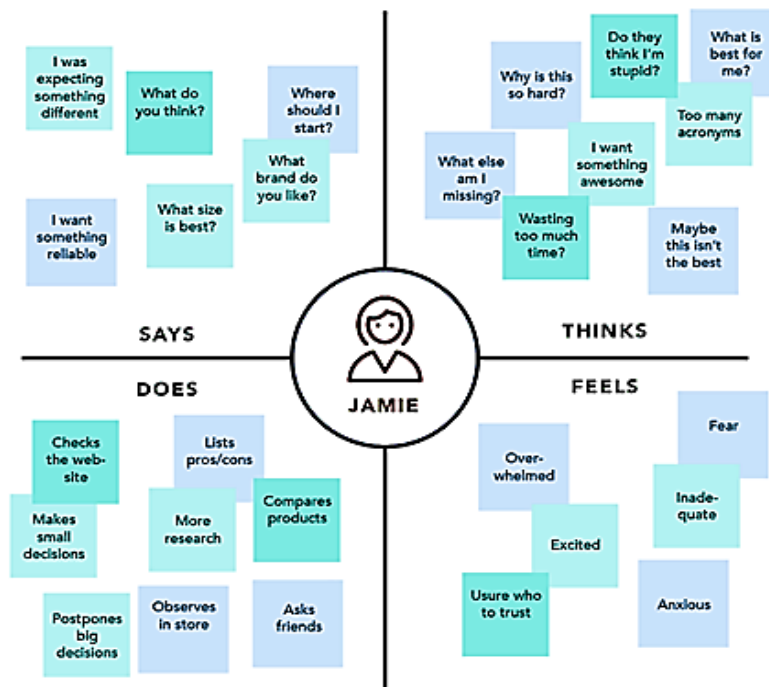 I was
expecting
something
different
What do
you think?
Where
should I
start?
What
brand do
you like?
What size
is best?
I want
something
reliable
SAYS
Why is this
so hard?
Do they
think I'm
stupid?
What is
best for
me?
Too many
acronyms
What else
am I
missing?
I want
something
awesome
Wasting
too much
time?
Maybe
this isn't
the best
THINKS
JAMIE
DOES
Checks
the web-
site
Lists
pros/cons
Makes
small
decisions
More
research
Compares
products
Postpones
big
decisions
Observes
in store
Asks
friends
FEELS
Over-
whelmed
Fear
Inade-
quate
Excited
Usure who
to trust
Anxious